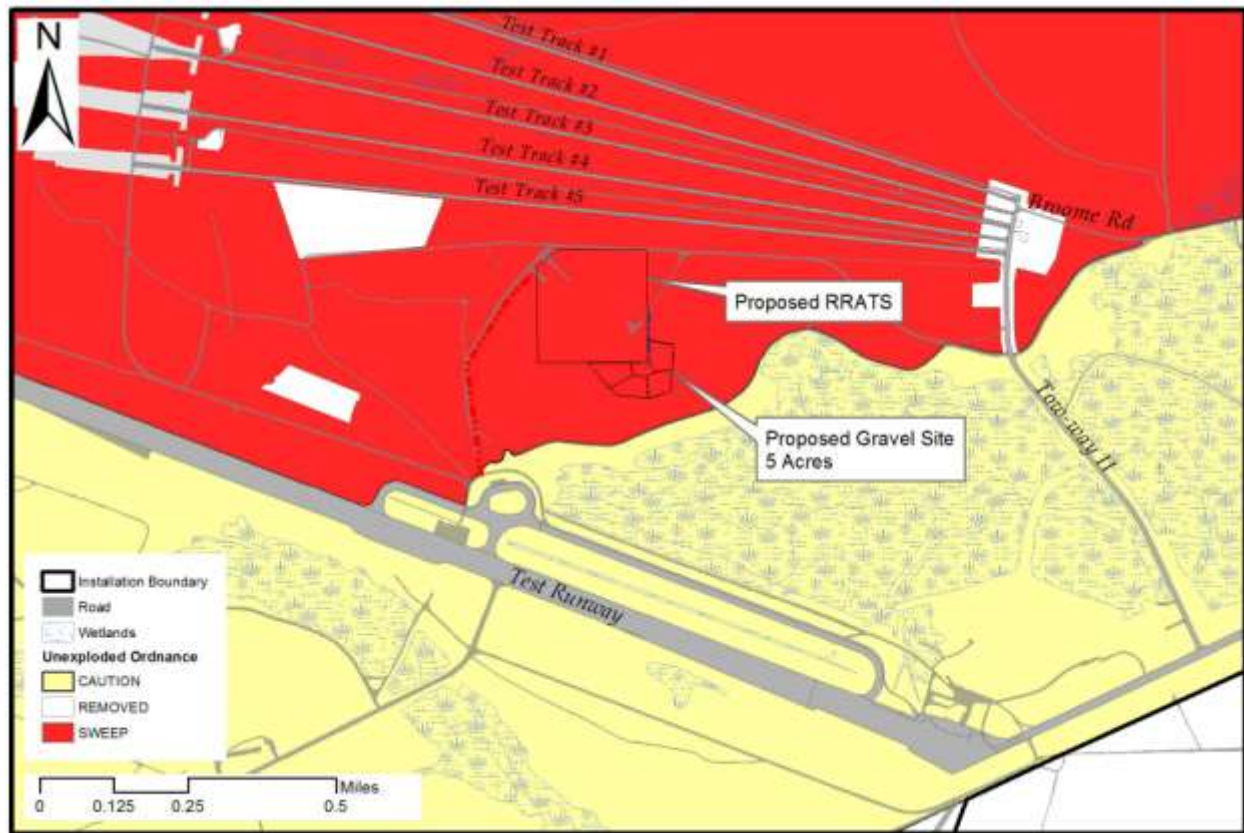 N
Test Track #1
Test Track #2
Test Track #3
Test Track #4
Test Track #5
Broome Rd
Proposed RRATS
Proposed Gravel Site
5 Acres
Tow-way 11
Test Runway
Installation Boundary
Road
Wetlands
Unexploded Ordnance
CAUTION
REMOVED
SWEEP
Miles
0 0.125 0.25 0.5